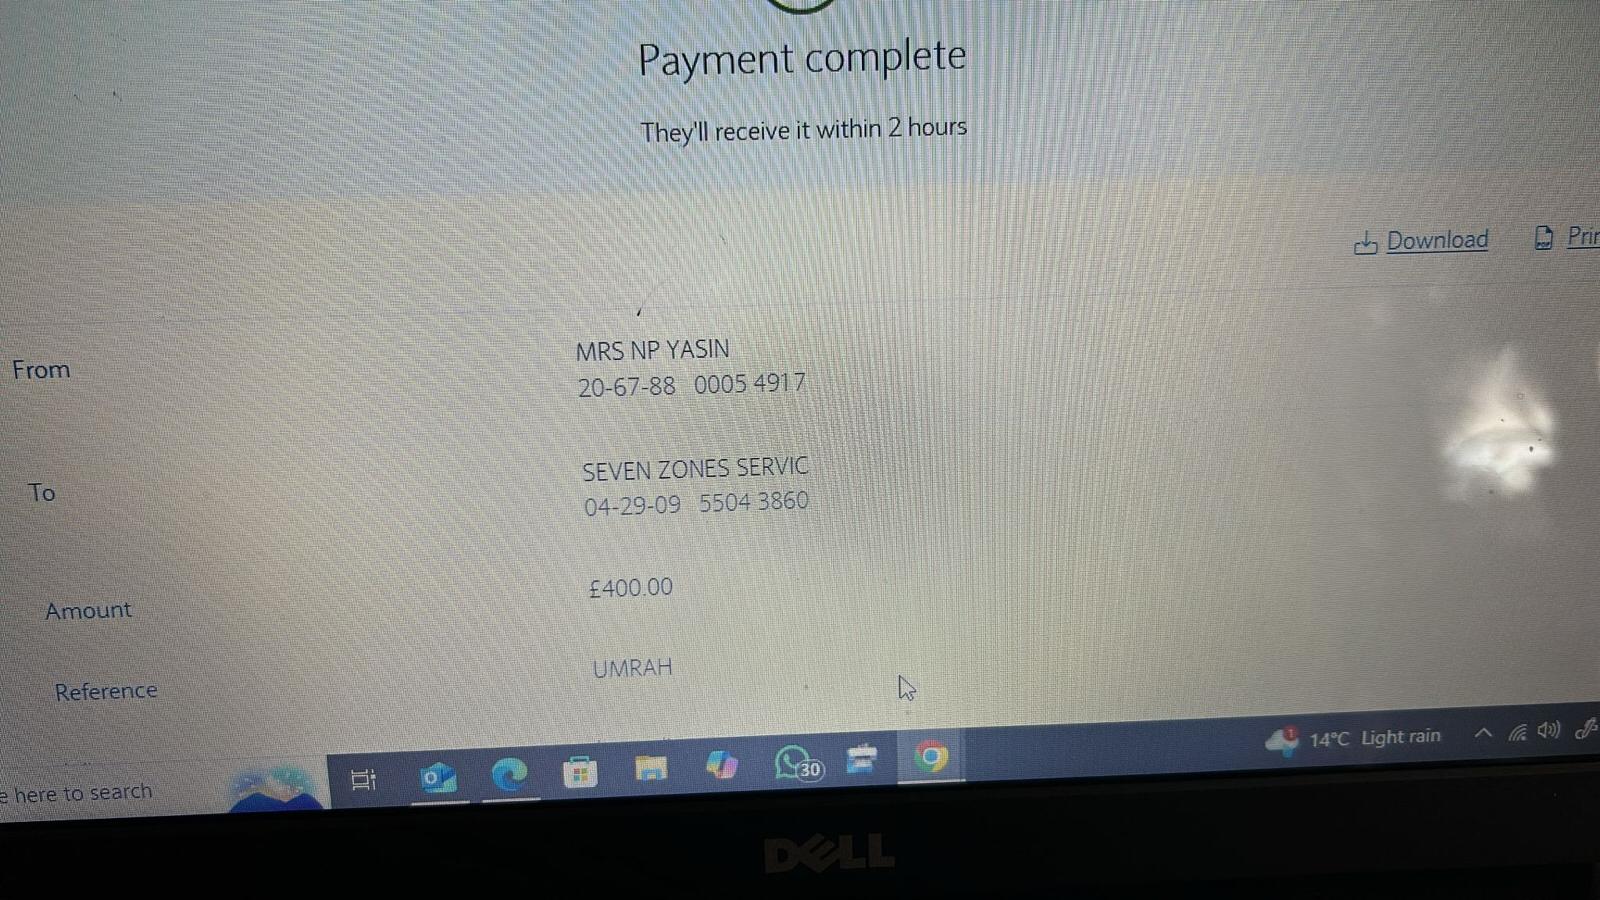 Payment complete
They'll receive it within 2 hours
Download
From
MRS NP YASIN
20-67-88 0005 4917
To
SEVEN ZONES SERVIC
04-29-09 5504 3860
Amount
£400.00
Reference
UMRAH
here to search
30
1
14°C Light rain
DELL